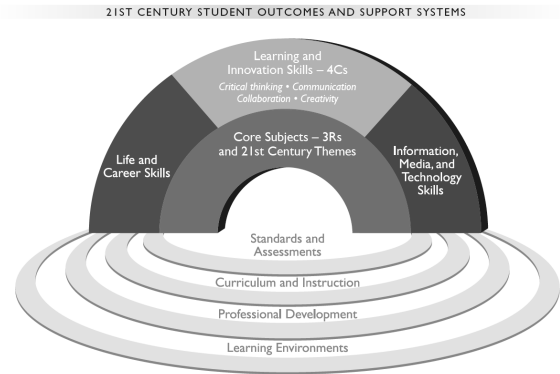 21ST CENTURY STUDENT OUTCOMES AND SUPPORT SYSTEMS
Learning and
Innovation Skills – 4Cs
Critical thinking • Communication
Collaboration • Creativity
Core Subjects – 3Rs
and 21st Century Themes
Life and
Career Skills
Information,
Media, and
Technology
Skills
Standards and
Assessments
Curriculum and Instruction
Professional Development
Learning Environments